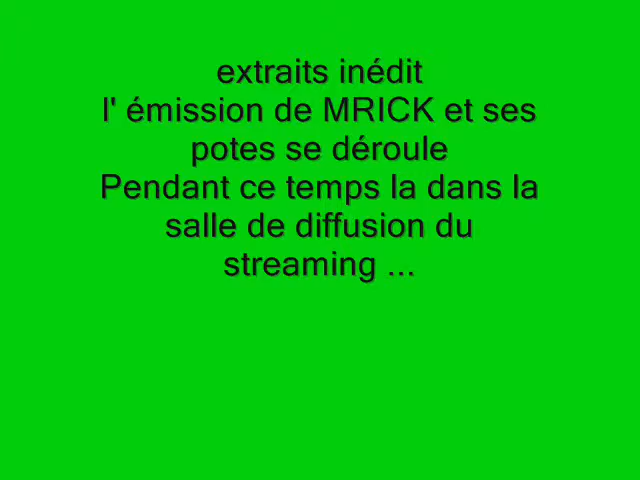 extraits inédit
l' émission de MRICK et ses
potes se déroule
Pendant ce temps la dans la
salle de diffusion du
streaming ...